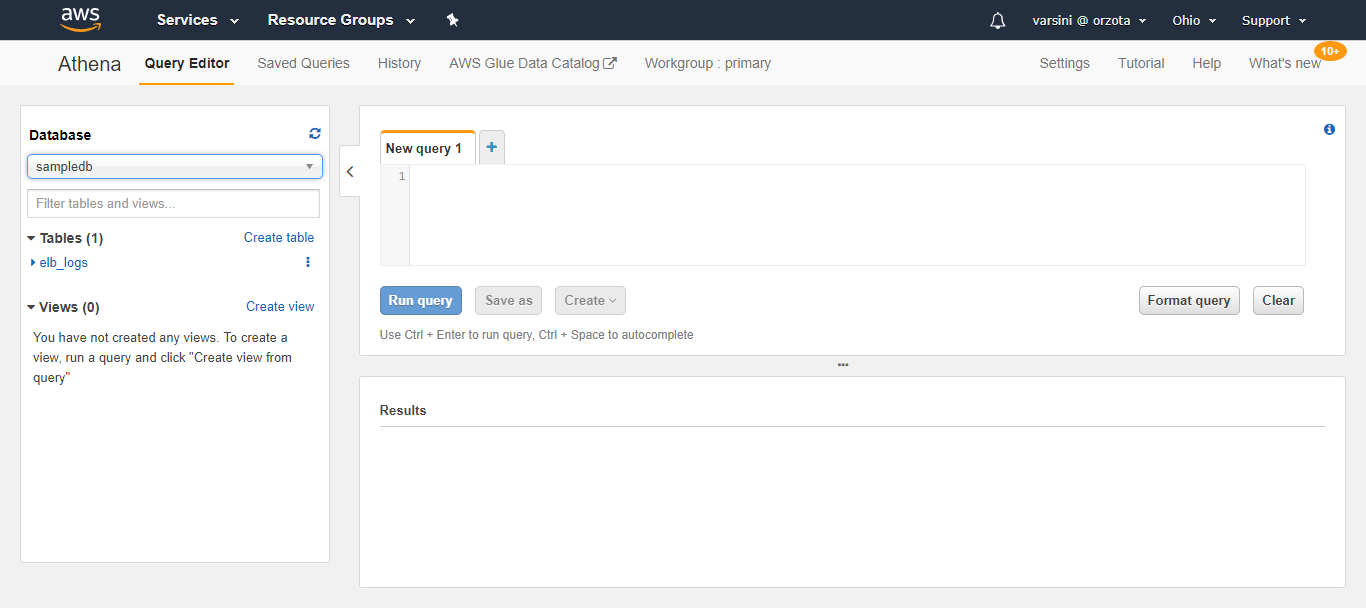 aws Services Resource Groups varsini @ orzota Ohio Support
Athena Query Editor Saved Queries History AWS Glue Data Catalog Workgroup : primary Settings Tutorial Help What's new 10+
Database
sampledb
Filter tables and views...
Tables (1) Create table
elb_logs
Views (0) Create view
You have not created any views. To create a
view, run a query and click "Create view from
query"
New query 1 +
1
Run query Save as Create Format query Clear
Use Ctrl + Enter to run query, Ctrl + Space to autocomplete
Results